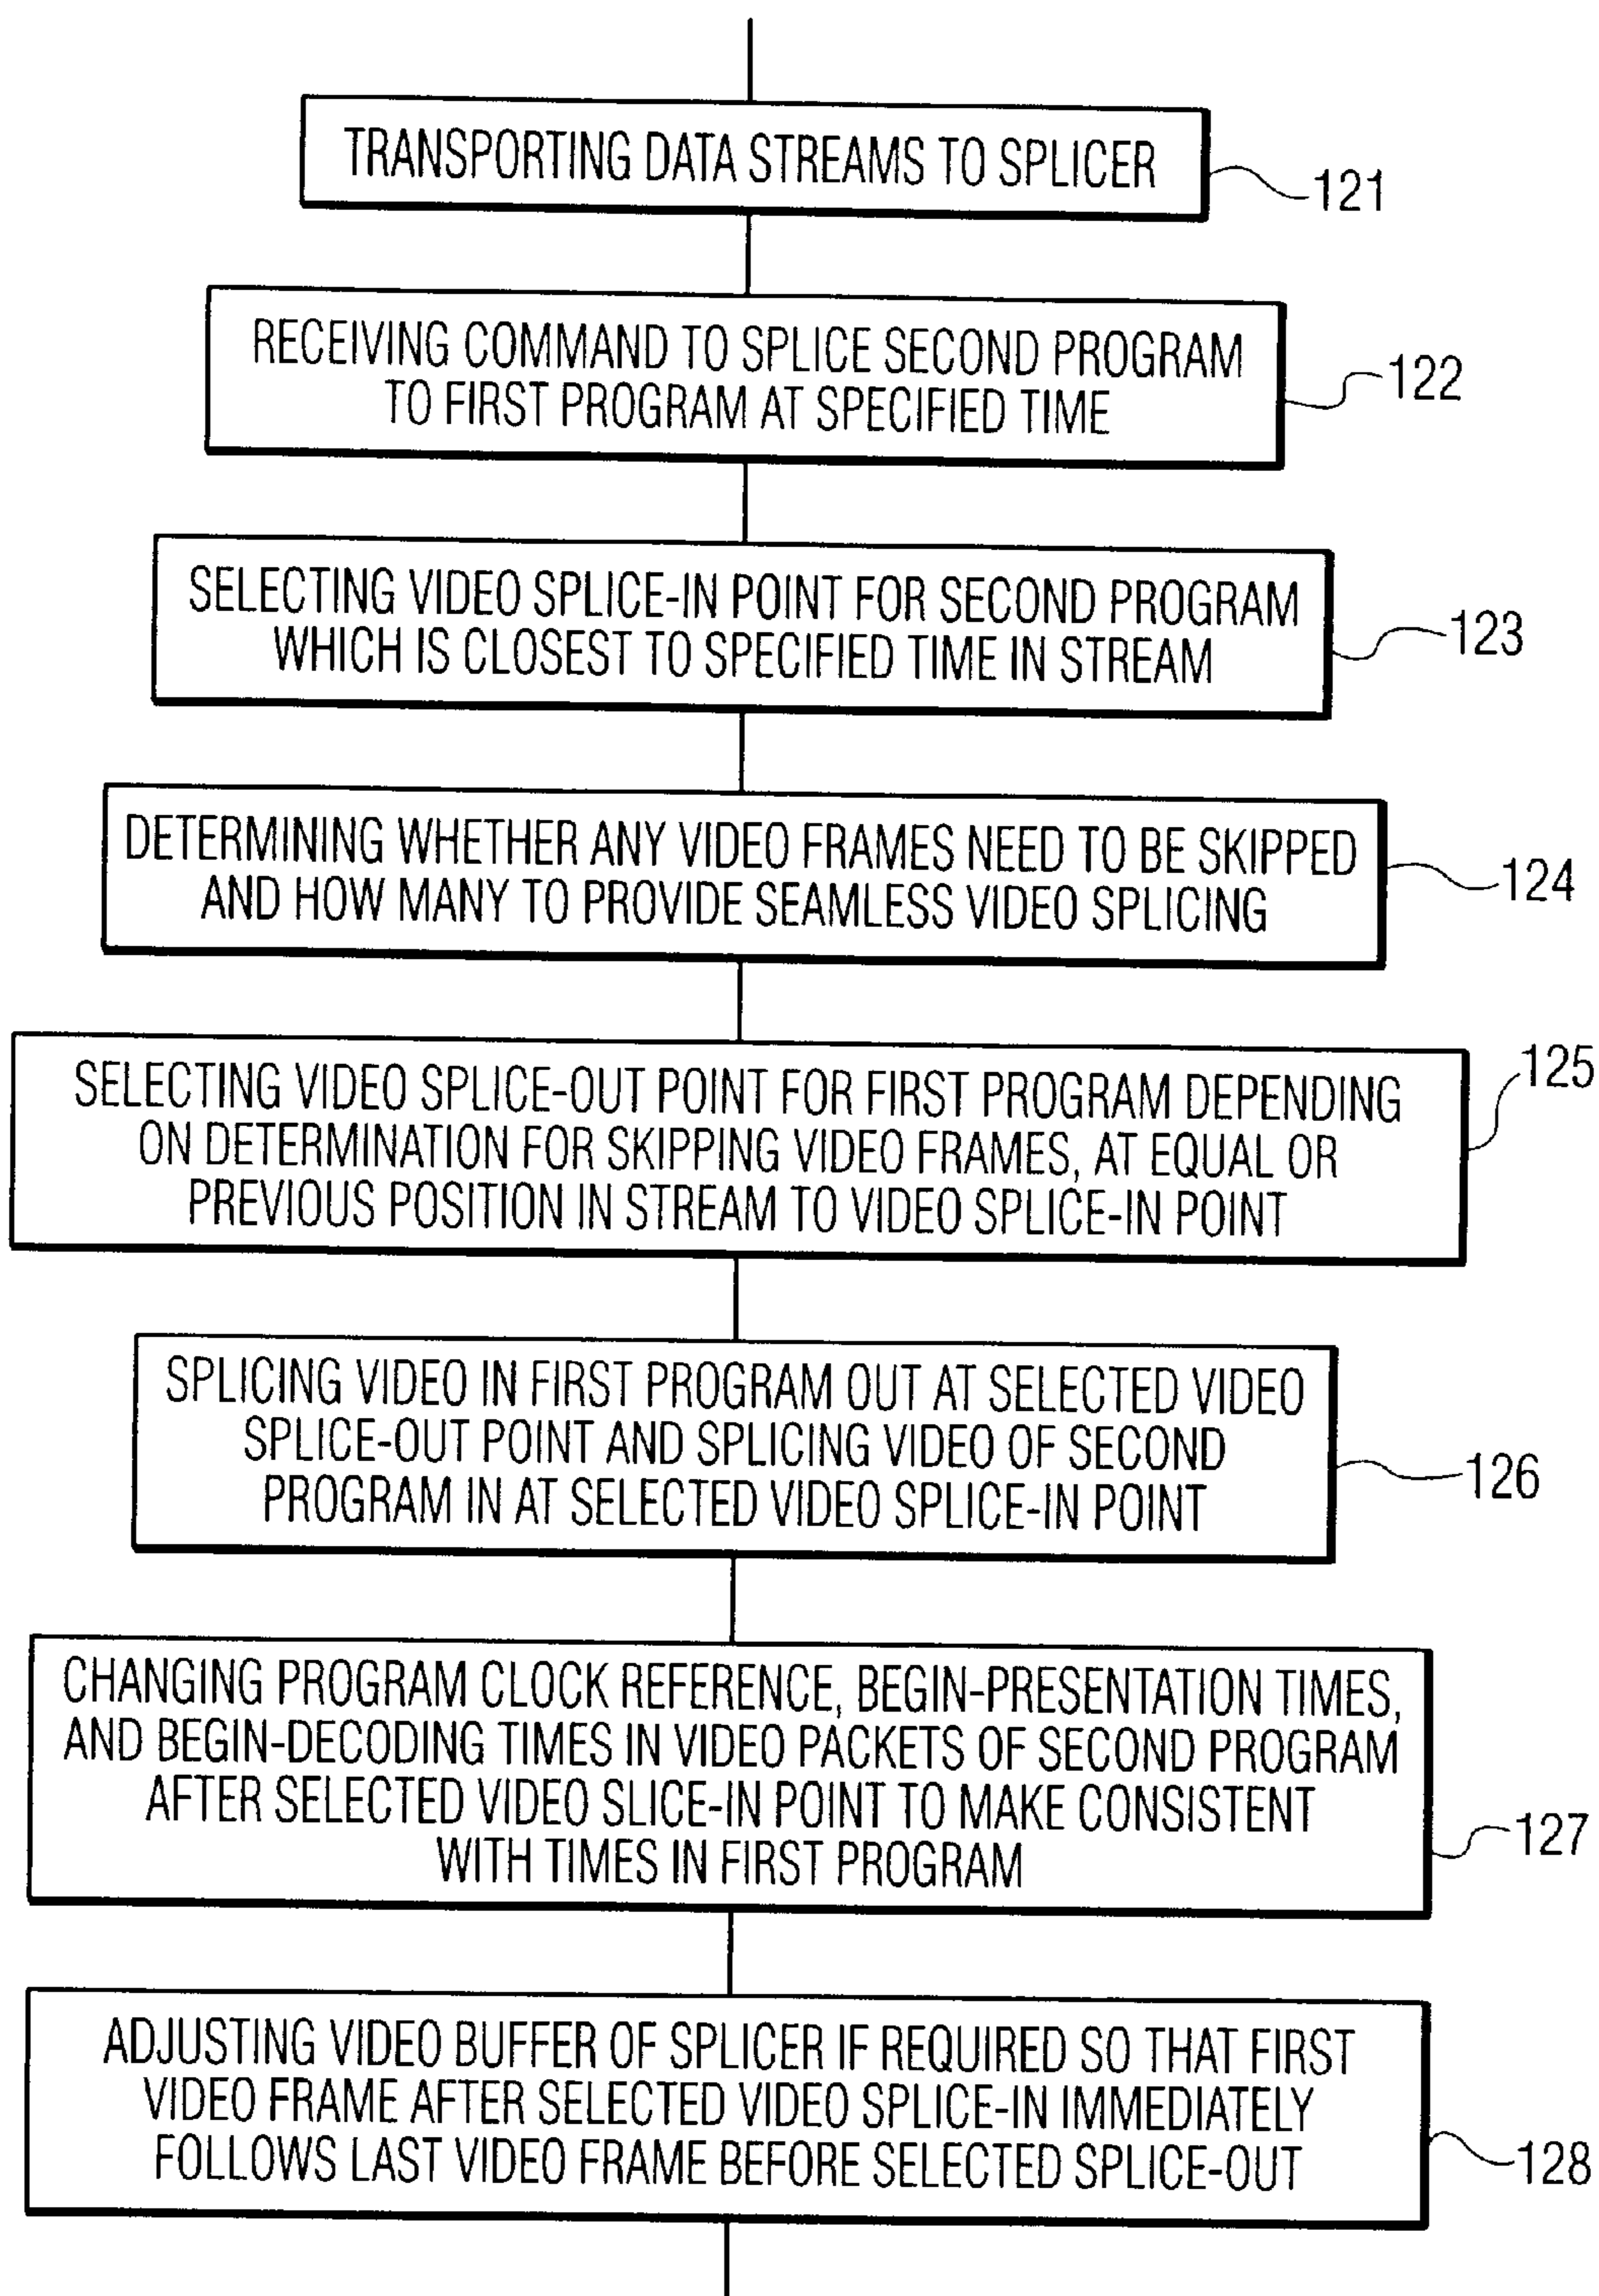 TRANSPORTING DATA STREAMS TO SPLICER
121
RECEIVING COMMAND TO SPLICE SECOND PROGRAM
TO FIRST PROGRAM AT SPECIFIED TIME
122
SELECTING VIDEO SPLICE-IN POINT FOR SECOND PROGRAM
WHICH IS CLOSEST TO SPECIFIED TIME IN STREAM
123
DETERMINING WHETHER ANY VIDEO FRAMES NEED TO BE SKIPPED
AND HOW MANY TO PROVIDE SEAMLESS VIDEO SPLICING
124
SELECTING VIDEO SPLICE-OUT POINT FOR FIRST PROGRAM DEPENDING
ON DETERMINATION FOR SKIPPING VIDEO FRAMES, AT EQUAL OR
PREVIOUS POSITION IN STREAM TO VIDEO SPLICE-IN POINT
125
SPLICING VIDEO IN FIRST PROGRAM OUT AT SELECTED VIDEO
SPLICE-OUT POINT AND SPLICING VIDEO OF SECOND
PROGRAM IN AT SELECTED VIDEO SPLICE-IN POINT
126
CHANGING PROGRAM CLOCK REFERENCE, BEGIN-PRESENTATION TIMES,
AND BEGIN-DECODING TIMES IN VIDEO PACKETS OF SECOND PROGRAM
AFTER SELECTED VIDEO SLICE-IN POINT TO MAKE CONSISTENT
WITH TIMES IN FIRST PROGRAM
127
ADJUSTING VIDEO BUFFER OF SPLICER IF REQUIRED SO THAT FIRST
VIDEO FRAME AFTER SELECTED VIDEO SPLICE-IN IMMEDIATELY
FOLLOWS LAST VIDEO FRAME BEFORE SELECTED SPLICE-OUT
128